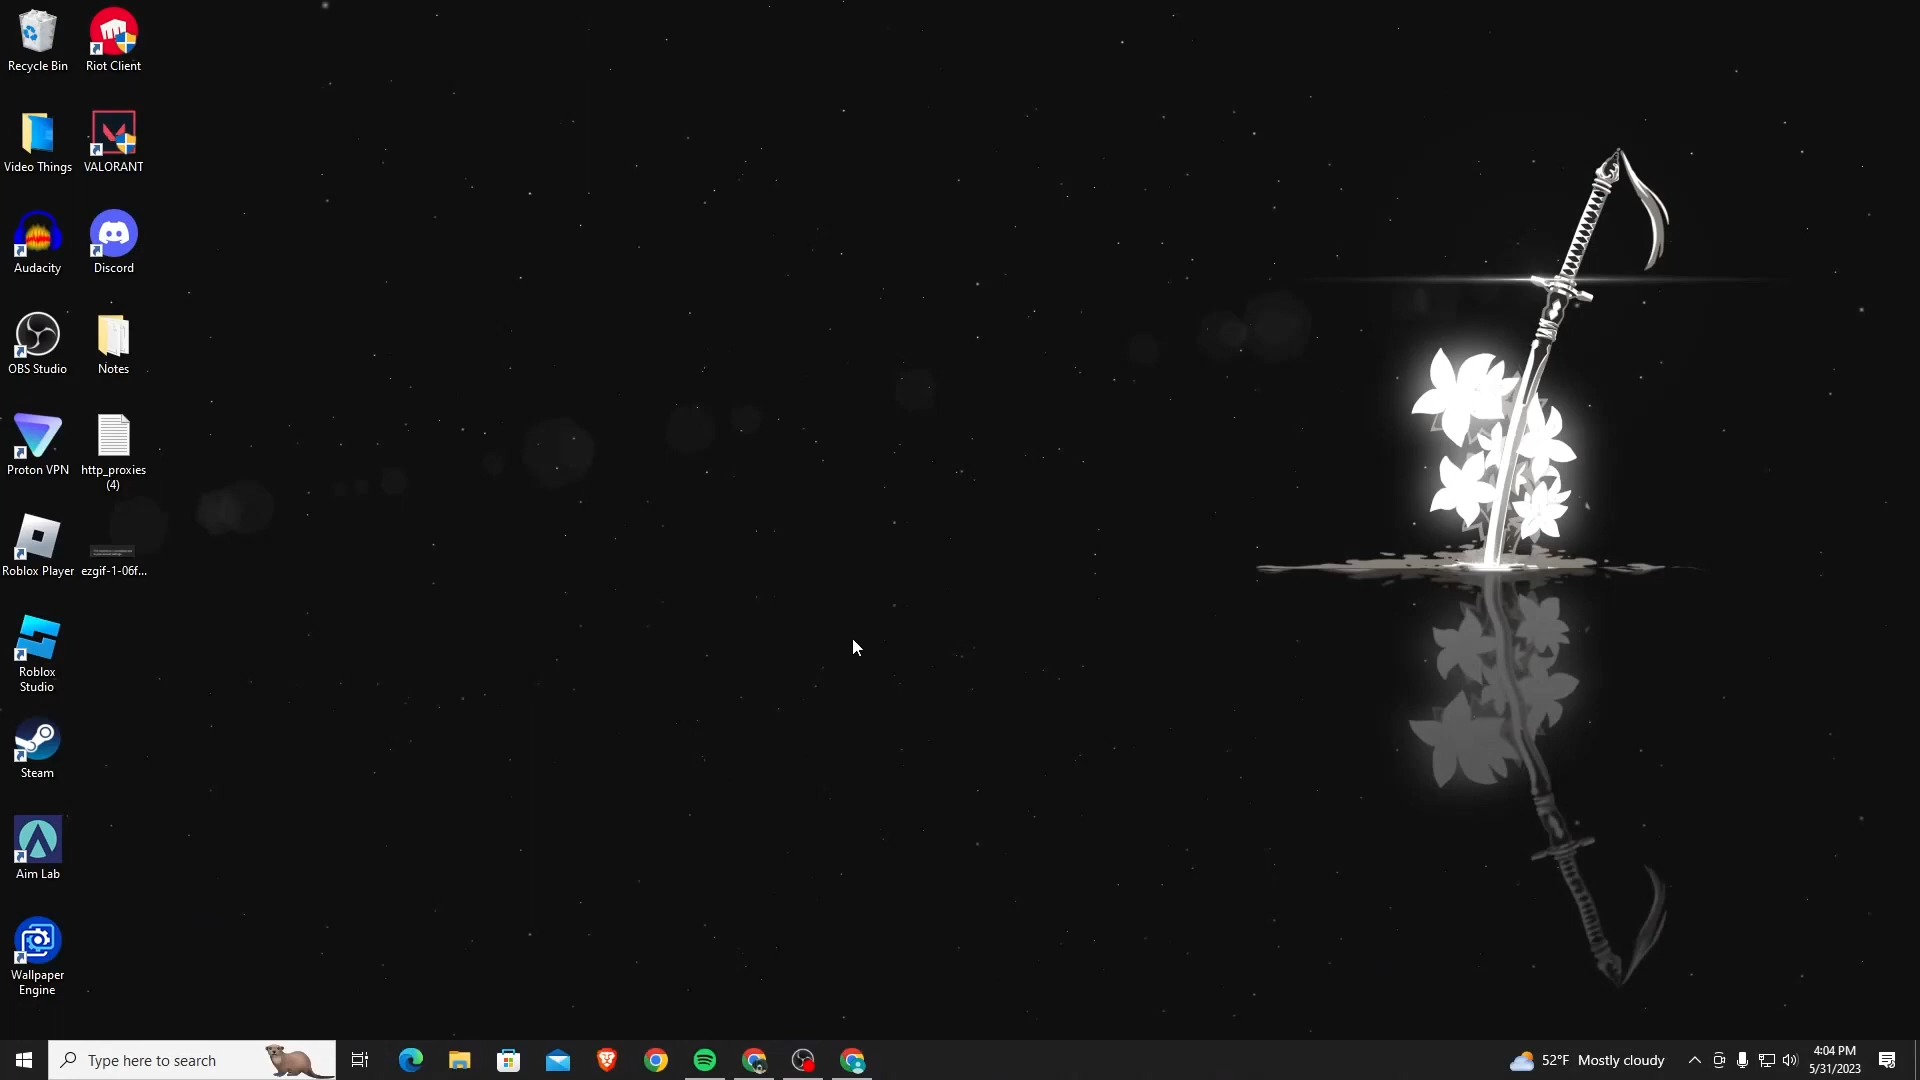 Recycle Bin
Riot Client
Video Things
VALORANT
Audacity
Discord
OBS Studio
Notes
Proton VPN
http_proxies
(4)
Roblox Player
ezgif-1-06f...
Roblox
Studio
Steam
Aim Lab
Wallpaper
Engine
Type here to search
52°F Mostly cloudy
4:04 PM
5/31/2023